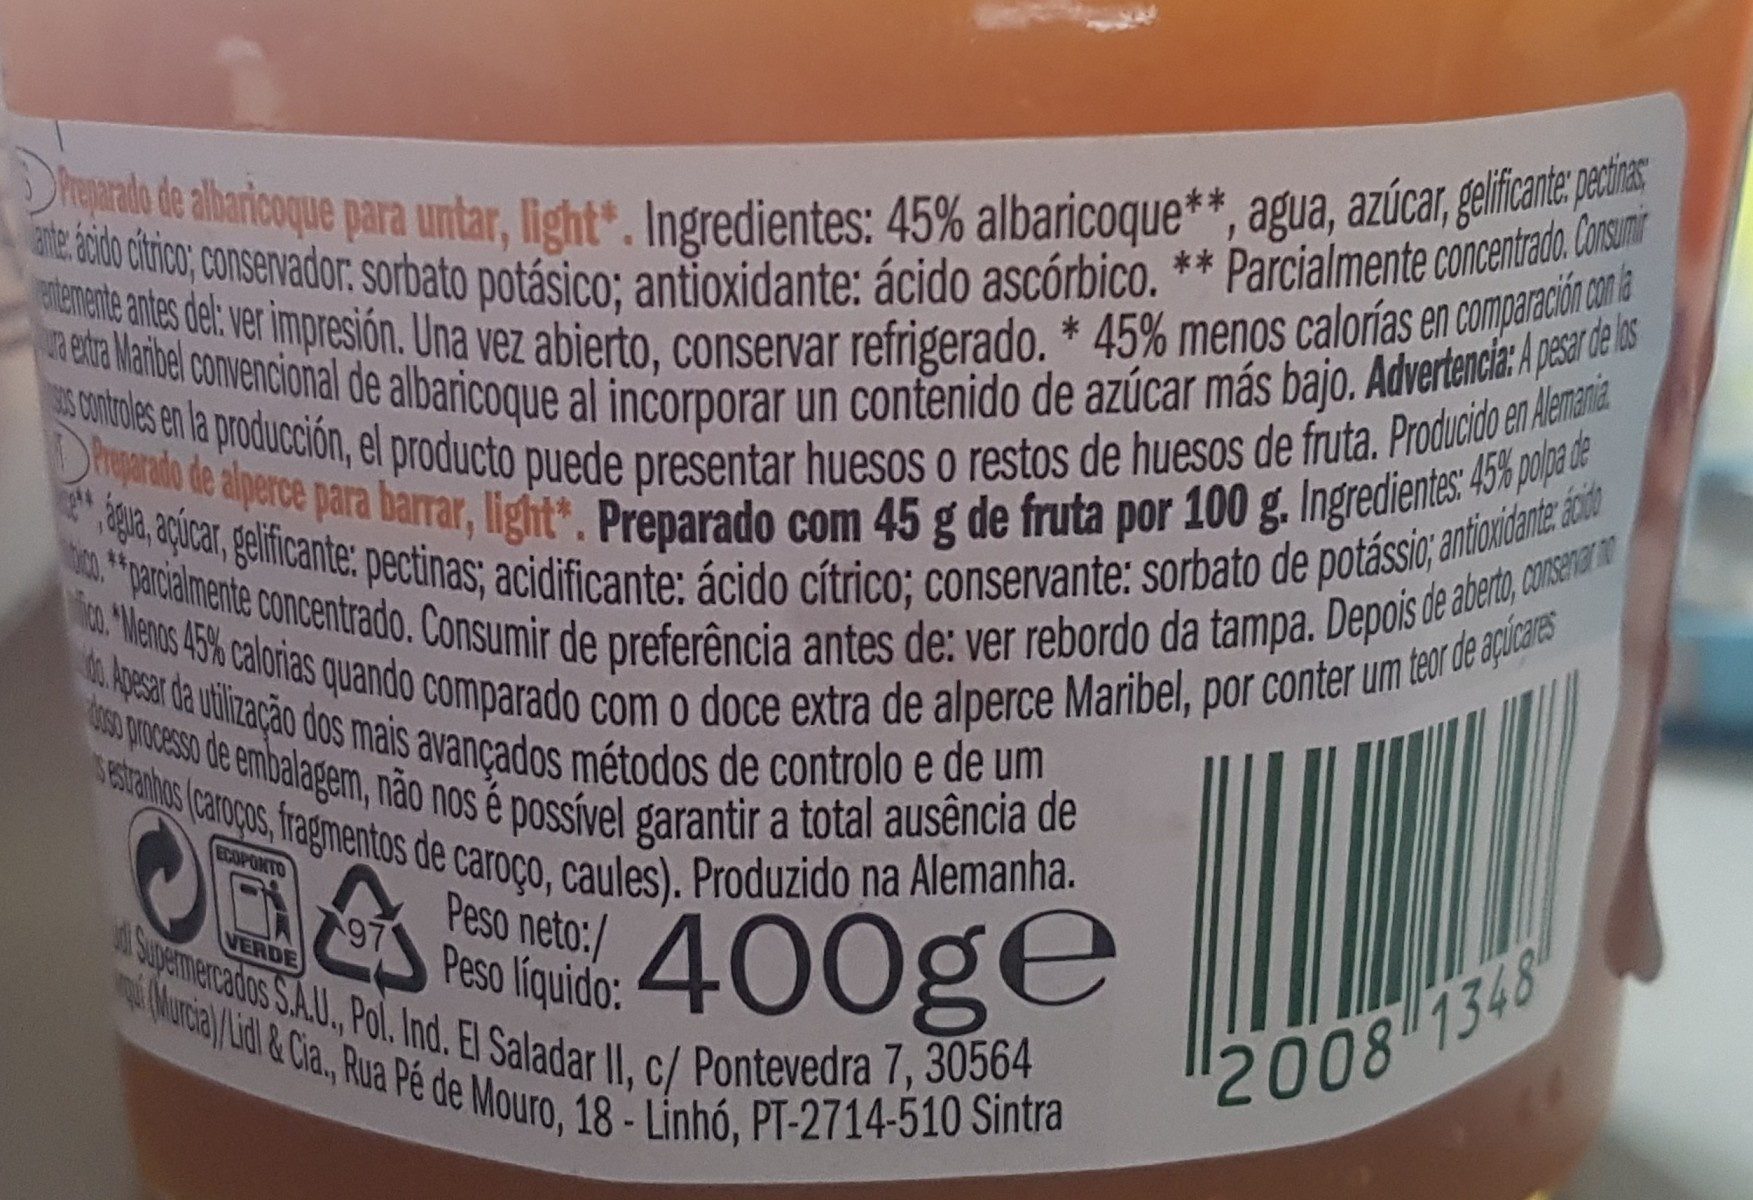 Preparado de albaricoque para untar, light*. Ingredientes: 45% albaricoque**, agua, azúcar, gelificante: pectinas;
ante: ácido cítrico; conservador: sorbato potásico; antioxidante: ácido ascórbico. ** Parcialmente concentrado. Consumir
entemente antes del: ver impresión. Una vez abierto, conservar refrigerado. * 45% menos calorías en comparación con la
ura extra Maribel convencional de albaricoque al incorporar un contenido de azúcar más bajo. Advertencia: A pesar de los
sos controles en la producción, el producto puede presentar huesos o restos de huesos de fruta. Producido en Alemania.
Preparado de alperce para barrar, light*. Preparado com 45 g de fruta por 100 g. Ingredientes: 45% polpa de
ce**, água, açúcar, gelificante: pectinas; acidificante: ácido cítrico; conservante: sorbato de potássio; antioxidante: ácido
**parcialmente concentrado. Consumir de preferência antes de: ver rebordo da tampa. Depois de aberto, conservar no
*Menos 45% calorias quando comparado com o doce extra de alperce Maribel, por conter um teor de açúcares
Apesar da utilização dos mais avançados métodos de controlo e de um
doso processo de embalagem, não nos é possível garantir a total ausência de
s estranhos (caroços, fragmentos de caroço, caules). Produzido na Alemanha.
ECOPONTO
VERDE
97
Peso neto:/
Peso líquido:
400g e
idl Supermercados S.A.U., Pol. Ind. El Saladar II, c/ Pontevedra 7, 30564
rquí (Murcia)/Lidl & Cia., Rua Pé de Mouro, 18 - Linhó, PT-2714-510 Sintra
2008 1348